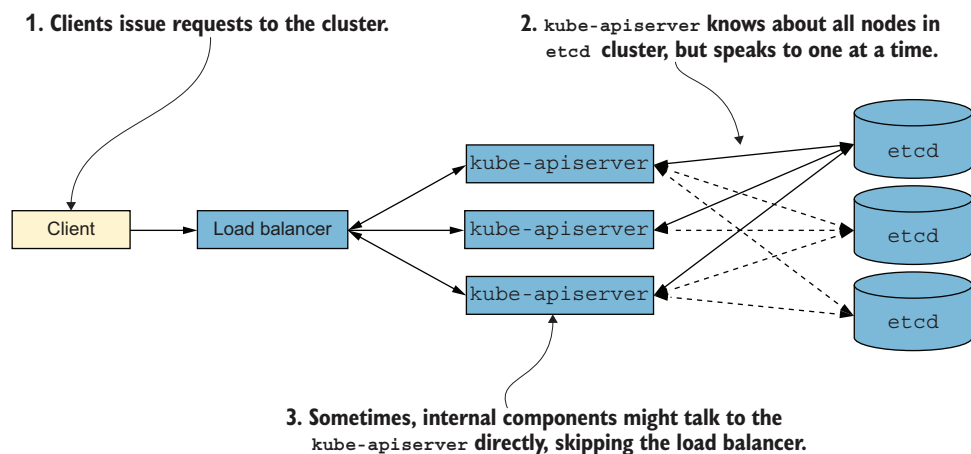 1. Clients issue requests to the cluster.
2. kube-apiserver knows about all nodes in
etcd cluster, but speaks to one at a time.
Client
Load balancer
kube-apiserver
kube-apiserver
kube-apiserver
etcd
etcd
etcd
3. Sometimes, internal components might talk to the
kube-apiserver directly, skipping the load balancer.